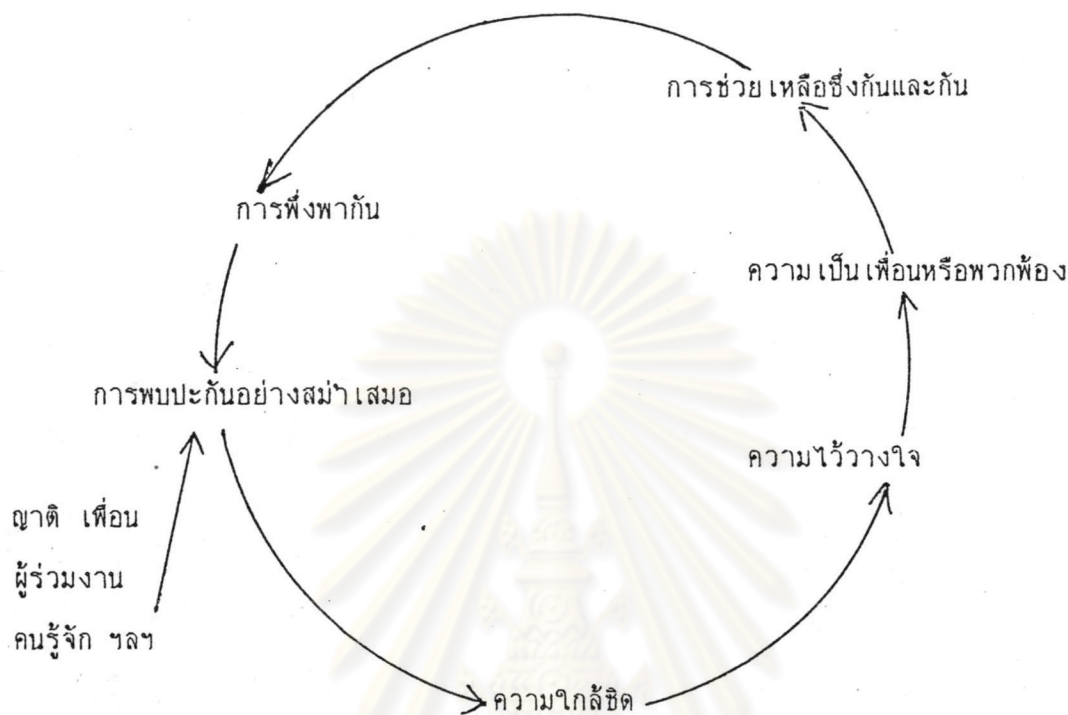 การช่วยเหลือซึ่งกันและกัน
การพึ่งพากัน
ความเป็นเพื่อนหรือพวกพ้อง
การพบปะกันอย่างสม่ำเสมอ
ความไว้วางใจ
ญาติ เพื่อน
ผู้ร่วมงาน
คนรู้จัก ฯลฯ
ความใกล้ชิด